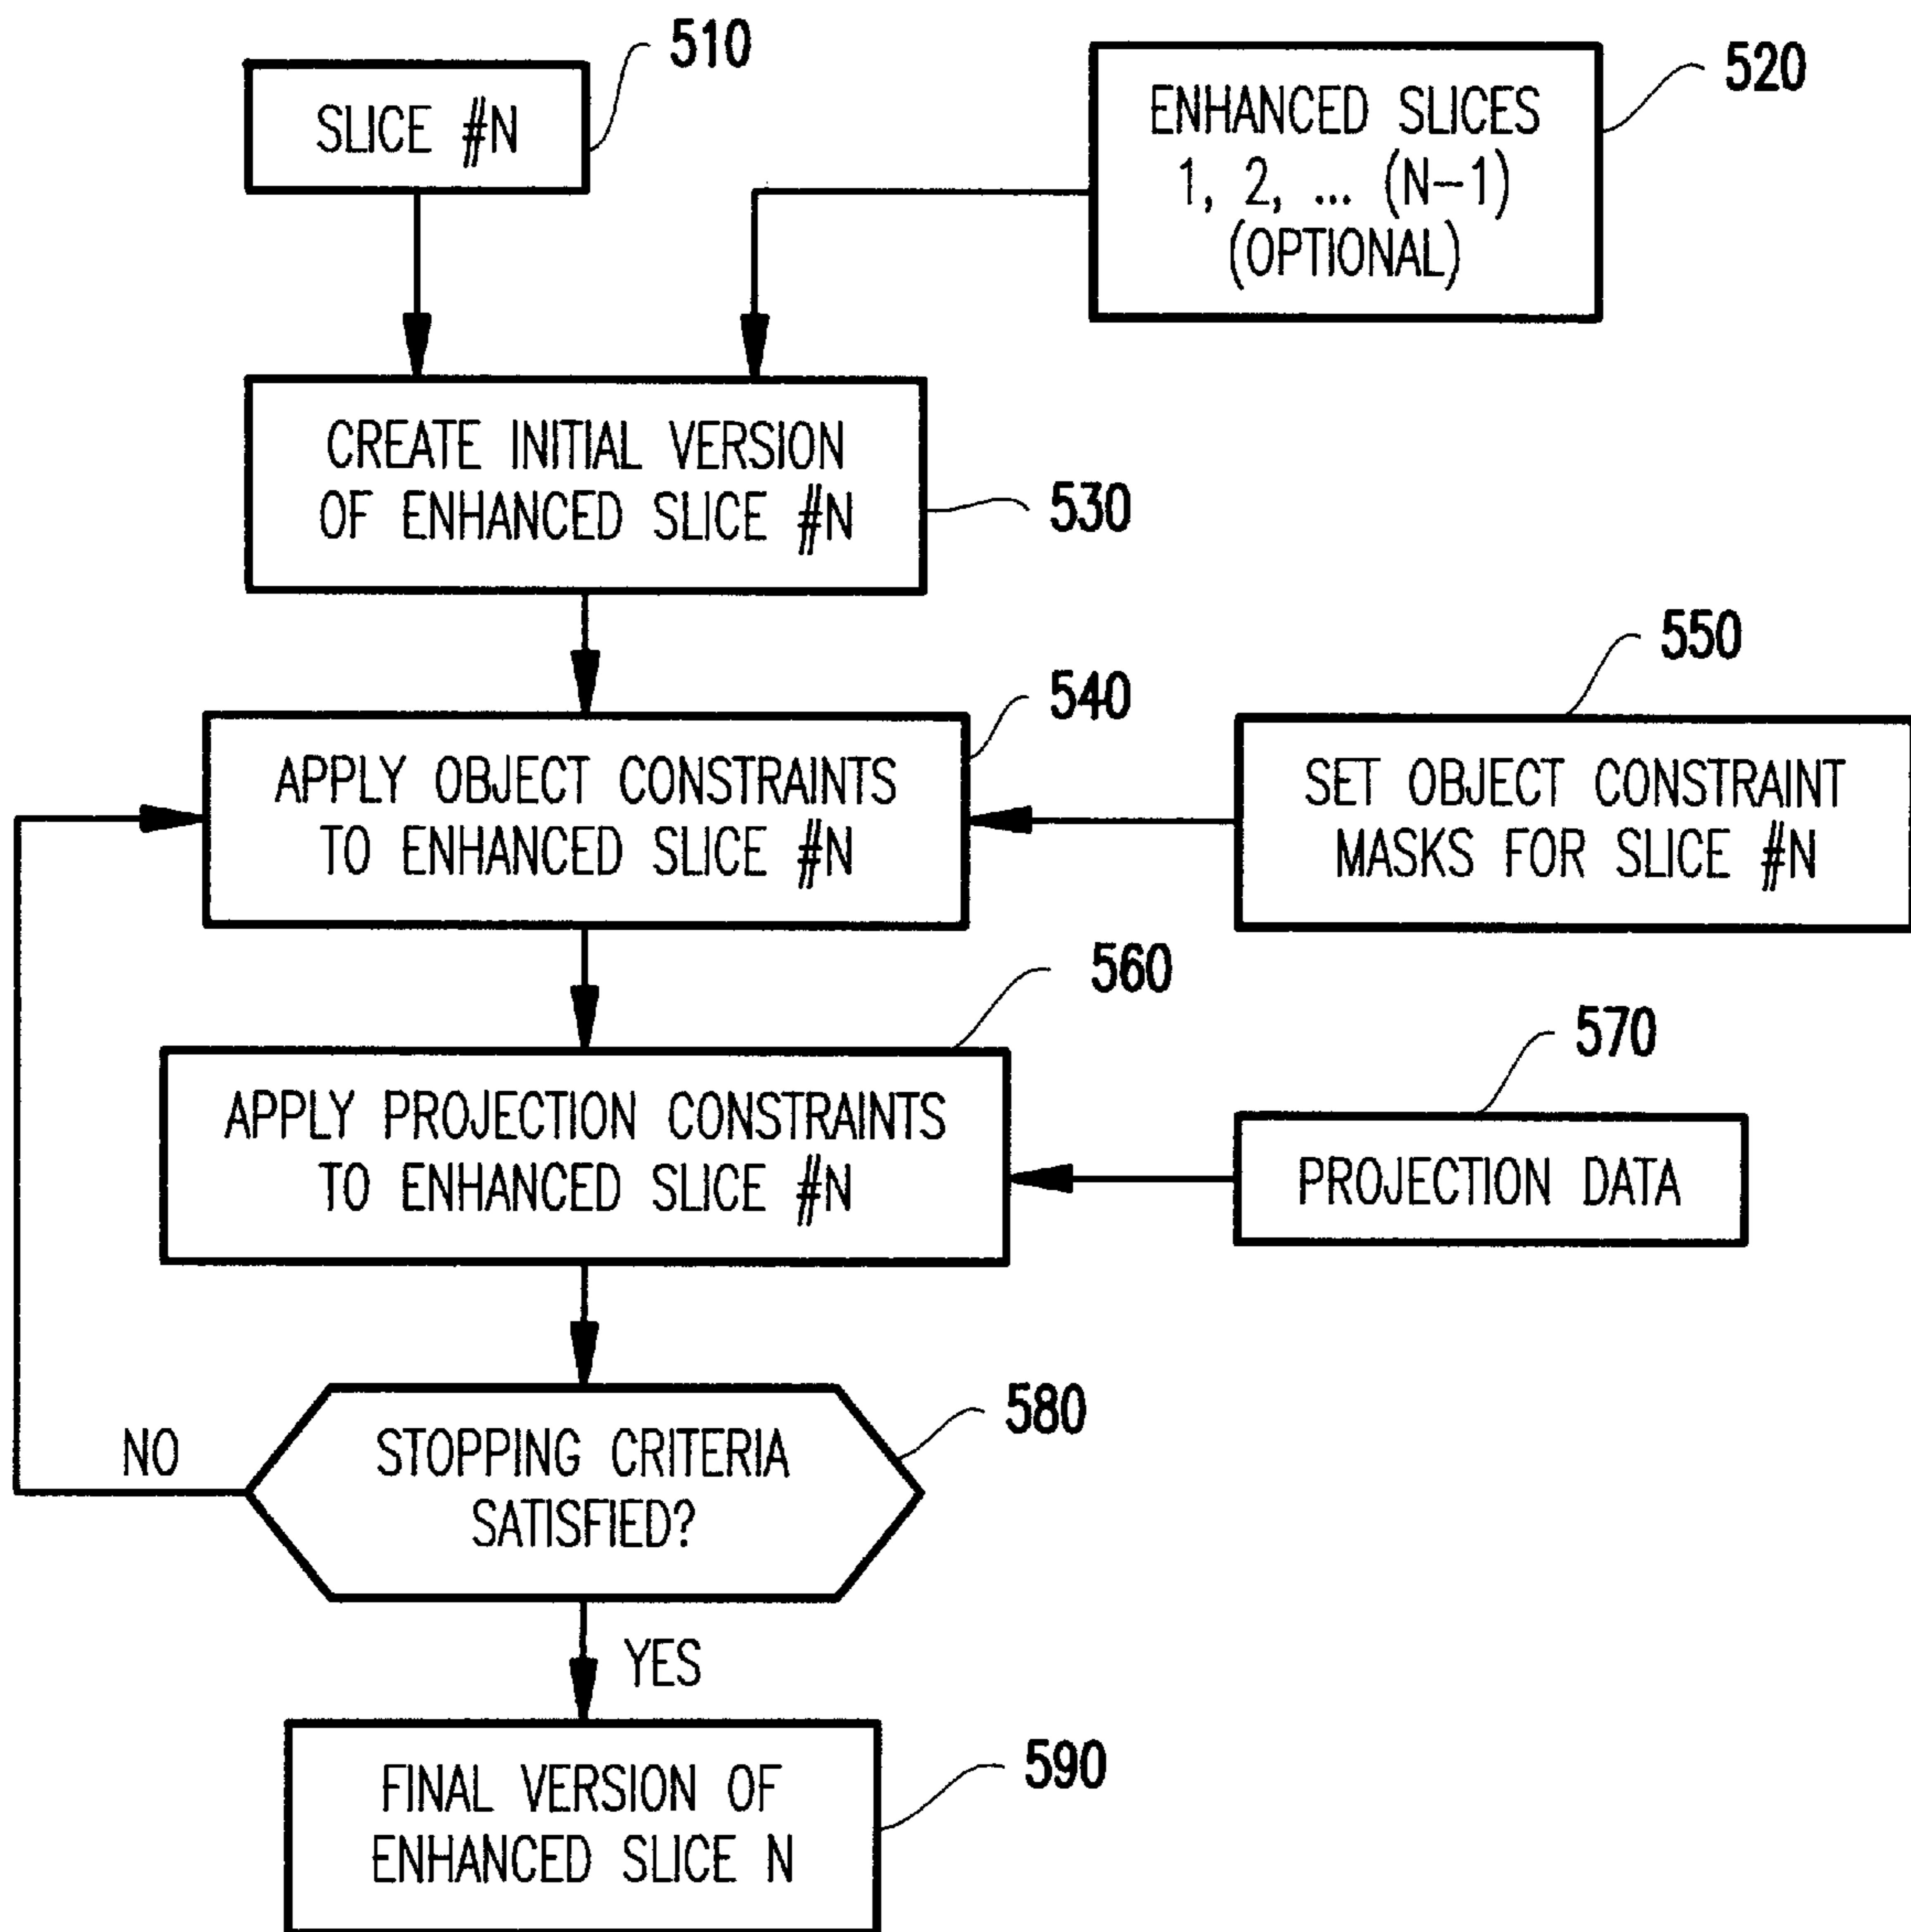 510
SLICE #N
520
ENHANCED SLICES
1, 2, ... (N-1)
(OPTIONAL)
CREATE INITIAL VERSION
OF ENHANCED SLICE #N
530
540
APPLY OBJECT CONSTRAINTS
TO ENHANCED SLICE #N
550
SET OBJECT CONSTRAINT
MASKS FOR SLICE #N
560
APPLY PROJECTION CONSTRAINTS
TO ENHANCED SLICE #N
570
PROJECTION DATA
580
STOPPING CRITERIA
SATISFIED?
NO
YES
590
FINAL VERSION OF
ENHANCED SLICE N